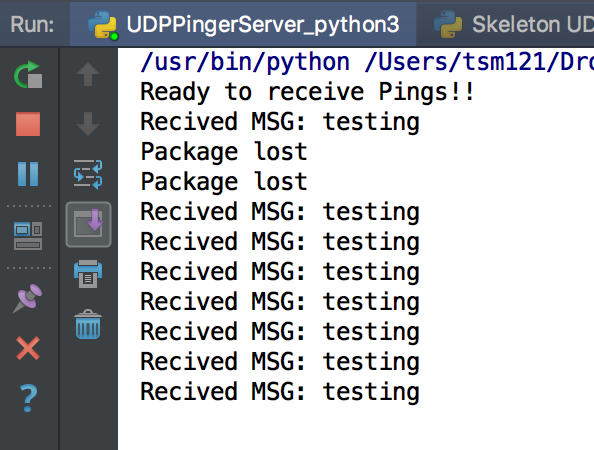 Run: UDPPingerServer_python3 Skeleton UD
/usr/bin/python /Users/tsm121/Dro
Ready to receive Pings!!
Recived MSG: testing
Package lost
Package lost
Recived MSG: testing
Recived MSG: testing
Recived MSG: testing
Recived MSG: testing
Recived MSG: testing
Recived MSG: testing
Recived MSG: testing